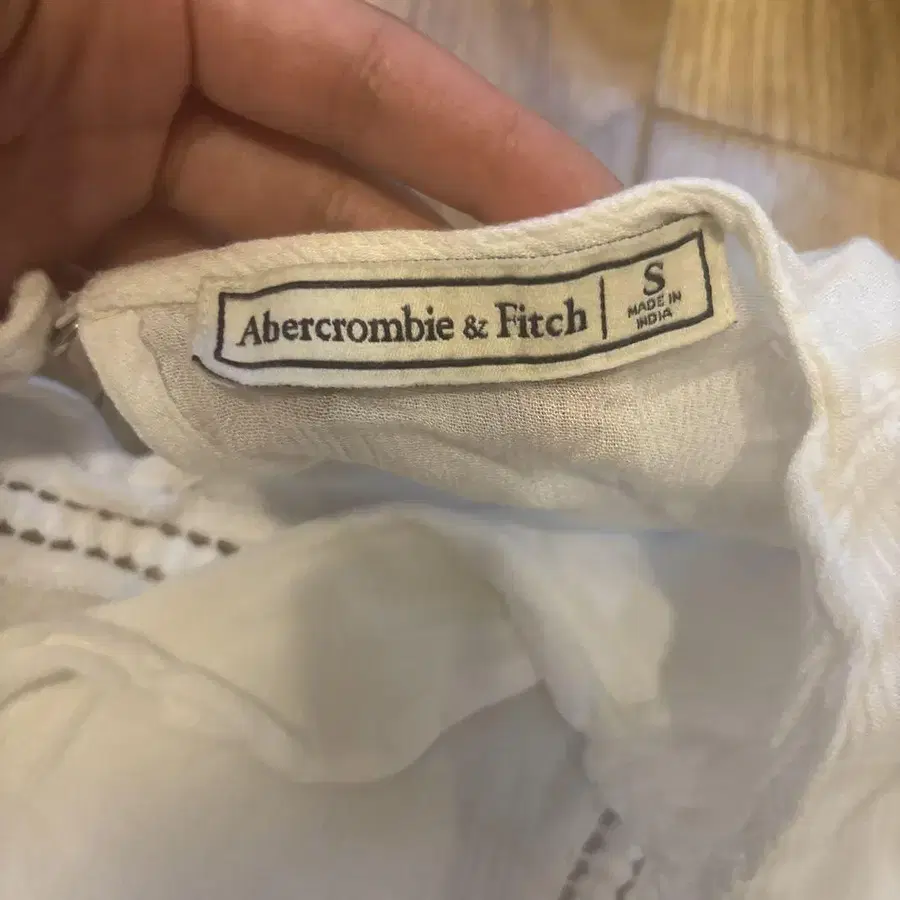 Abercrombie & Fitch
S
MADE IN
INDIA